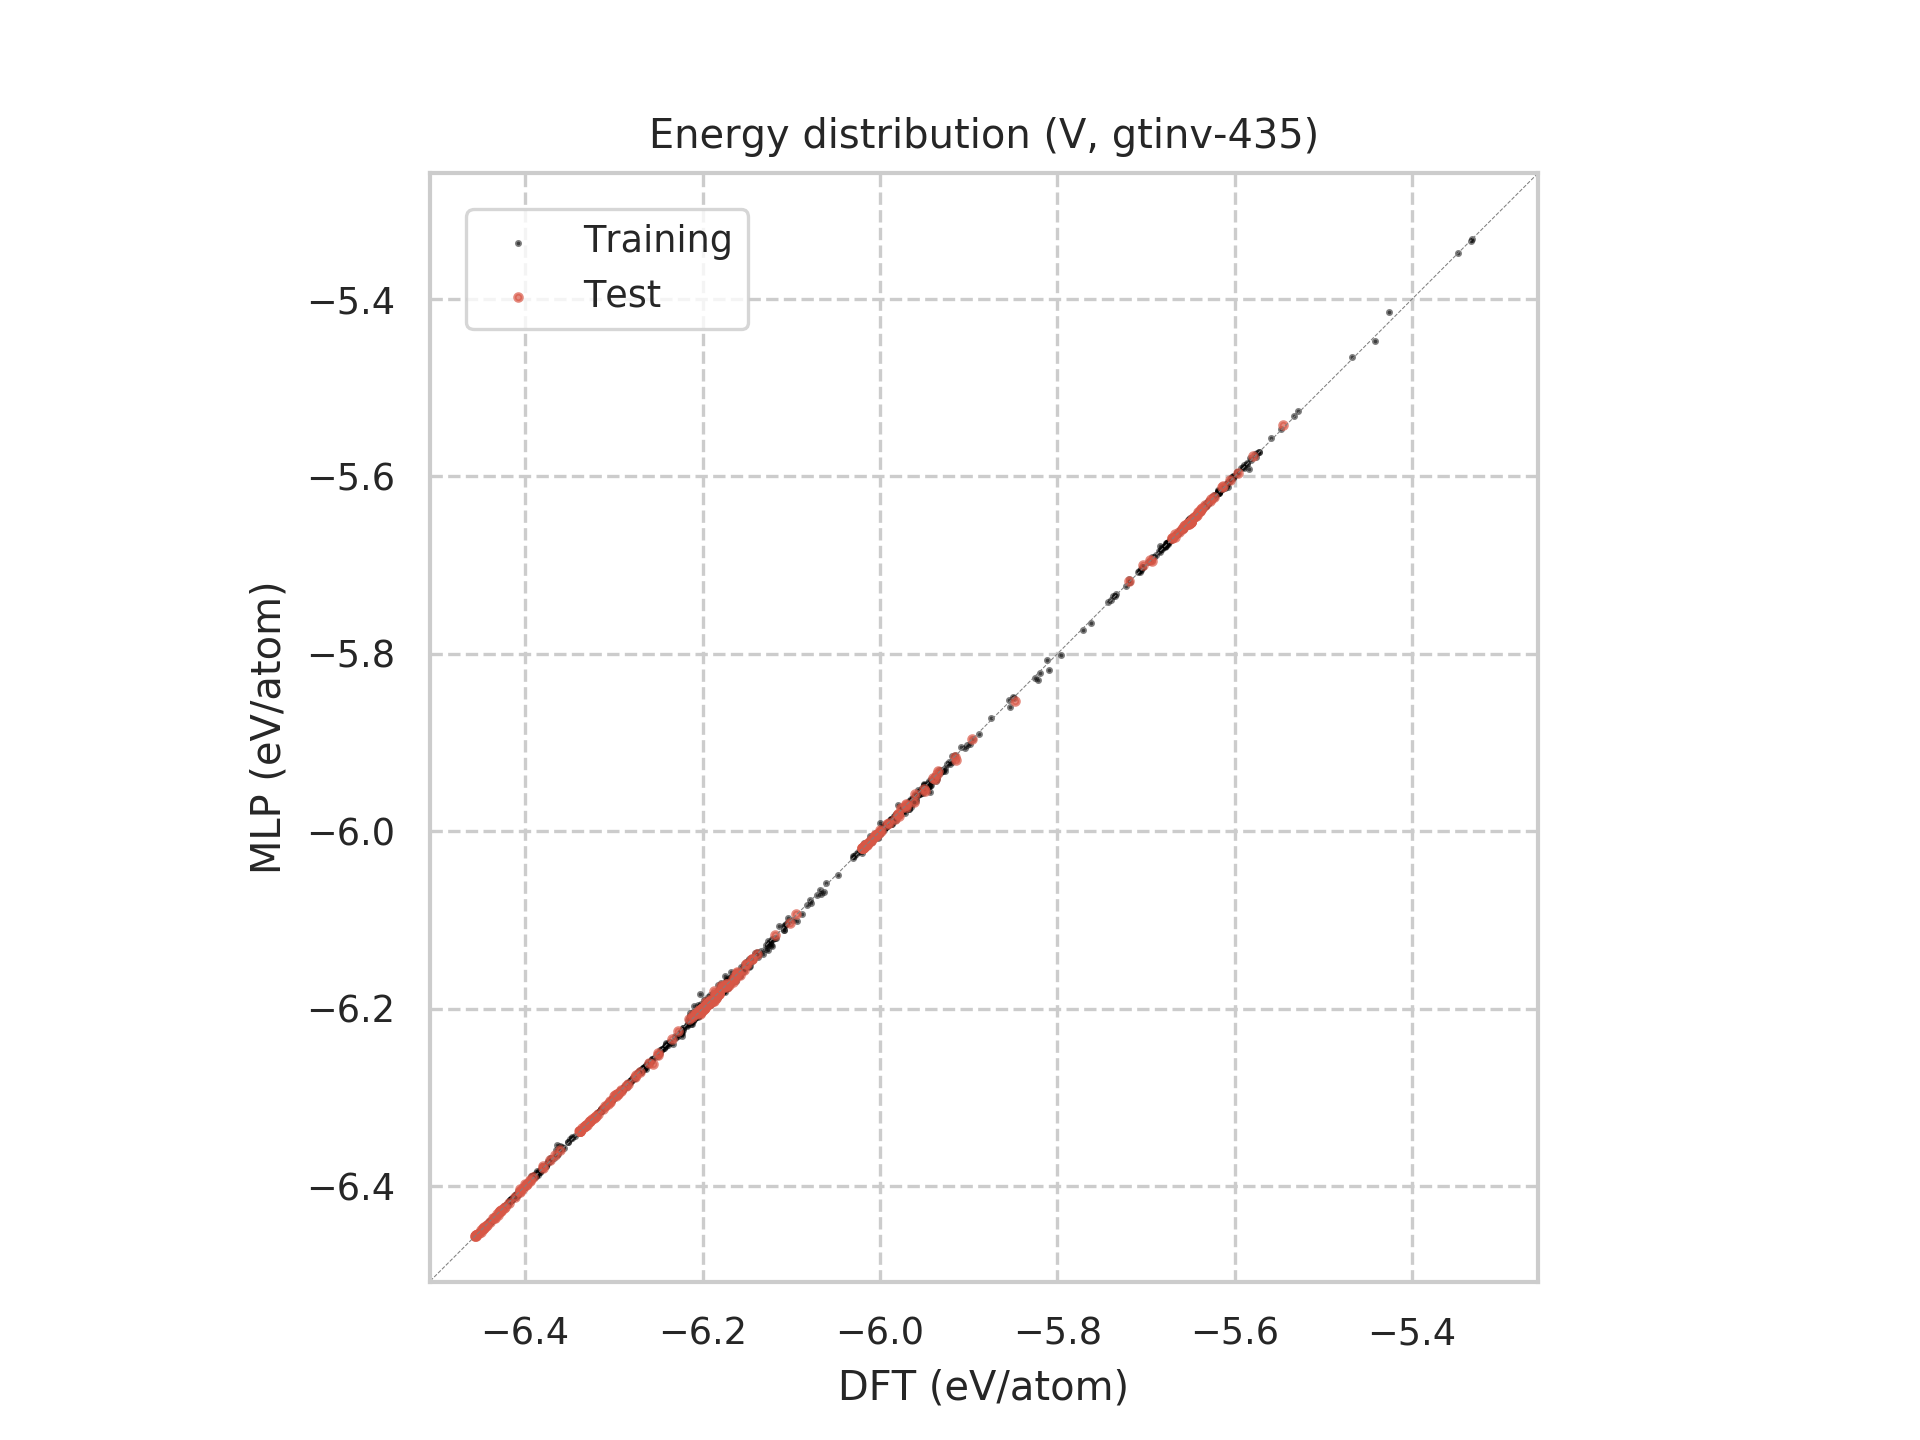 Energy distribution (V, gtinv-435)
Training
Test
−5.4
−5.6
−5.8
−6.0
−6.2
−6.4
MLP (eV/atom)
−6.4 −6.2 −6.0 −5.8 −5.6 −5.4
DFT (eV/atom)